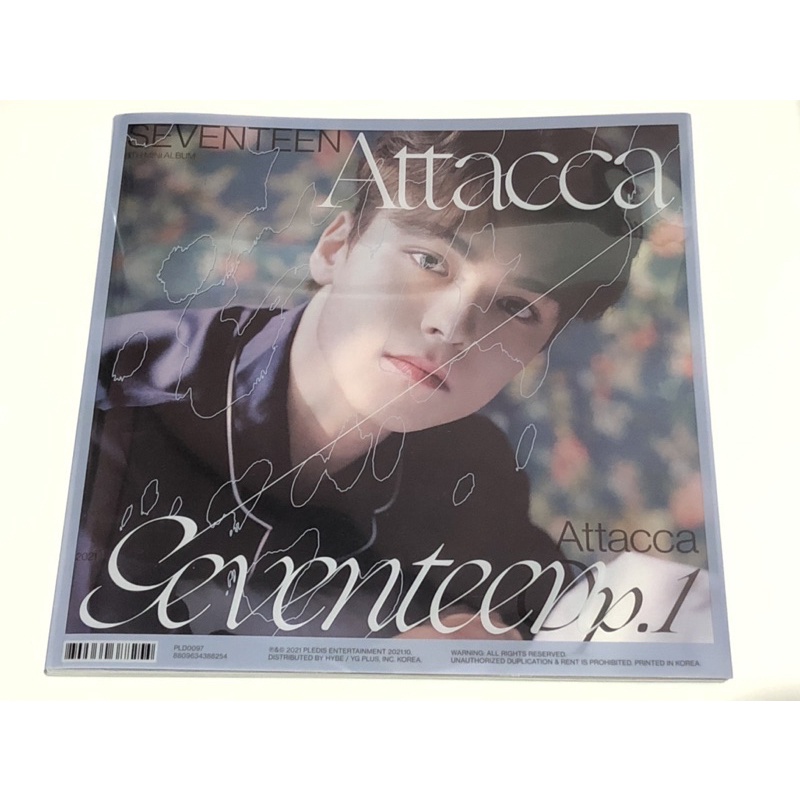 SEVENTEEN
9TH MINI ALBUM
Attacca
2021
Attacca
Seventeen
Op.1
PLD0097
8809634388254
℗&© 2021 PLEDIS ENTERTAINMENT 2021.10.
DISTRIBUTED BY HYBE / YG PLUS, INC. KOREA.
WARNING: ALL RIGHTS RESERVED.
UNAUTHORIZED DUPLICATION & RENT IS PROHIBITED. PRINTED IN KOREA.